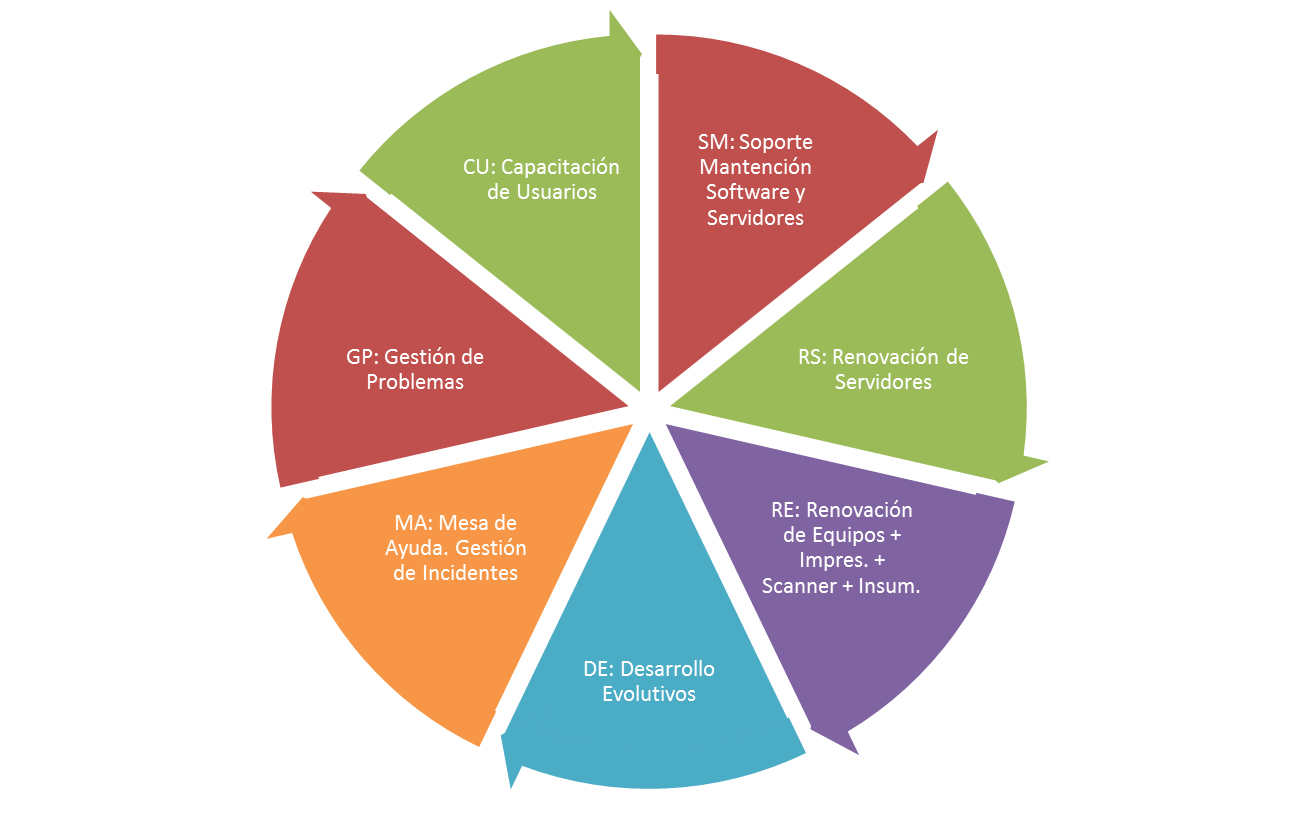 SM: Soporte
Mantención
Software y
Servidores
RS: Renovación de
Servidores
RE: Renovación
de Equipos +
Impres. +
Scanner + Insum.
DE: Desarrollo
Evolutivos
MA: Mesa de
Ayuda. Gestión
de Incidentes
GP: Gestión de
Problemas
CU: Capacitación
de Usuarios